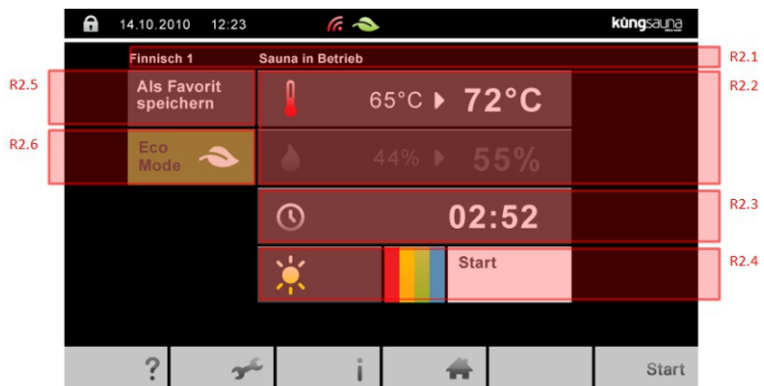 14.10.2010 12:23
küngsauna
Finnisch 1 Sauna in Betrieb
R2.1
R2.5
Als Favorit
speichern
65°C 72°C
R2.2
R2.6
Eco
Mode
44% 55%
02:52
R2.3
Start
R2.4
? i Start